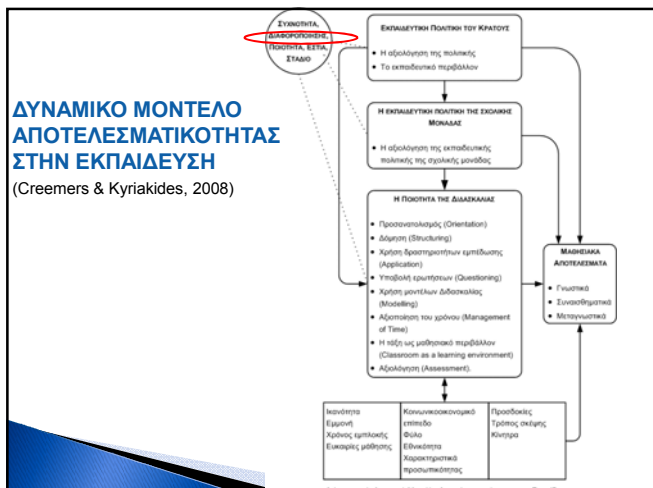 ΔΥΝΑΜΙΚΟ ΜΟΝΤΕΛΟ
ΑΠΟΤΕΛΕΣΜΑΤΙΚΟΤΗΤΑΣ
ΣΤΗΝ ΕΚΠΑΙΔΕΥΣΗ
(Creemers & Kyriakides, 2008)
ΣΥΧΝΟΤΗΤΑ,
ΔΙΑΦΟΡΟΠΟΙΗΣΗΣ,
ΠΟΙΟΤΗΤΑ, ΕΣΤΙΑ,
ΣΤΑΔΙΟ
ΕΚΠΑΙΔΕΥΤΙΚΗ ΠΟΛΙΤΙΚΗ ΤΟΥ ΚΡΑΤΟΥΣ
• Η αξιολόγηση της πολιτικής
• Το εκπαιδευτικό περιβάλλον
Η ΕΚΠΑΙΔΕΥΤΙΚΗ ΠΟΛΙΤΙΚΗ ΤΗΣ ΣΧΟΛΙΚΗΣ
ΜΟΝΑΔΑΣ
• Η αξιολόγηση της εκπαιδευτικής
πολιτικής της σχολικής μονάδας
Η ΠΟΙΟΤΗΤΑ ΤΗΣ ΔΙΔΑΣΚΑΛΙΑΣ
• Προσανατολισμός (Orientation)
• Δόμηση (Structuring)
• Χρήση δραστηριοτήτων εμπέδωσης
(Application)
• Υποβολή ερωτήσεων (Questioning)
• Χρήση μοντέλων Διδασκαλίας
(Modelling)
• Αξιοποίηση του χρόνου (Management
of Time)
• Η τάξη ως μαθησιακό περιβάλλον
(Classroom as a learning environment)
• Αξιολόγηση (Assessment).
ΜΑΘΗΣΙΑΚΑ
ΑΠΟΤΕΛΕΣΜΑΤΑ
• Γνωστικά
• Συναισθηματικά
• Μεταγνωστικά
Ικανότητα
Εμμονή
Χρόνος εμπλοκής
Ευκαιρίες μάθησης
Κοινωνικοοικονομικό
επίπεδο
Φύλο
Εθνικότητα
Χαρακτηριστικά
προσωπικότητας
Προσδοκίες
Τρόπος σκέψης
Κίνητρα